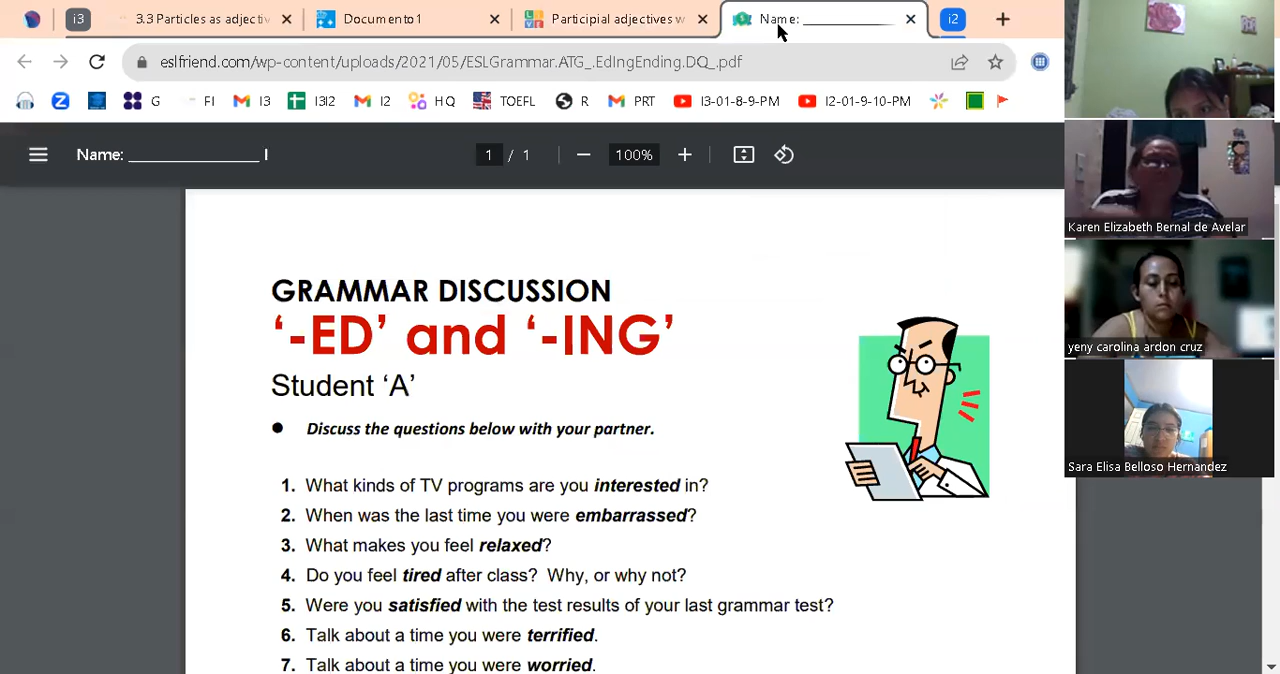 i3
3.3 Particles as adjectiv
Documento1
Participial adjectives w
Name: ____________
i2
eslfriend.com/wp-content/uploads/2021/05/ESLGrammar.ATG_.EdIngEnding.DQ_.pdf
G
FI
I3
I3I2
I2
HQ
TOEFL
R
PRT
I3-01-8-9-PM
I2-01-9-10-PM
Name: ________________ I
1 / 1
100%
GRAMMAR DISCUSSION
‘-ED’ and ‘-ING’
Student ‘A’
● Discuss the questions below with your partner.
1. What kinds of TV programs are you interested in?
2. When was the last time you were embarrassed?
3. What makes you feel relaxed?
4. Do you feel tired after class? Why, or why not?
5. Were you satisfied with the test results of your last grammar test?
6. Talk about a time you were terrified.
7. Talk about a time you were worried.
Karen Elizabeth Bernal de Avelar
yeny carolina ardon cruz
Sara Elisa Belloso Hernandez